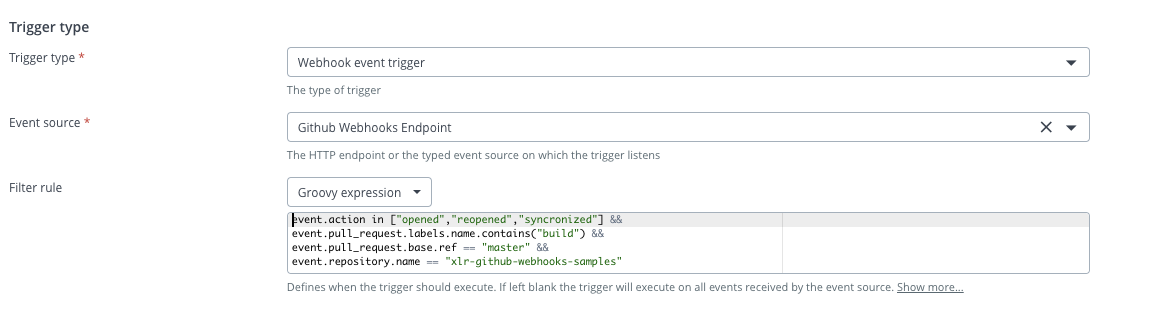 Trigger type
Trigger type *
Webhook event trigger
The type of trigger
Event source *
Github Webhooks Endpoint
The HTTP endpoint or the typed event source on which the trigger listens
Filter rule
Groovy expression
event.action in ["opened","reopened","syncronized"] &&
event.pull_request.labels.name.contains("build") &&
event.pull_request.base.ref == "master" &&
event.repository.name == "xlr-github-webhooks-samples"
Defines when the trigger should execute. If left blank the trigger will execute on all events received by the event source. Show more...